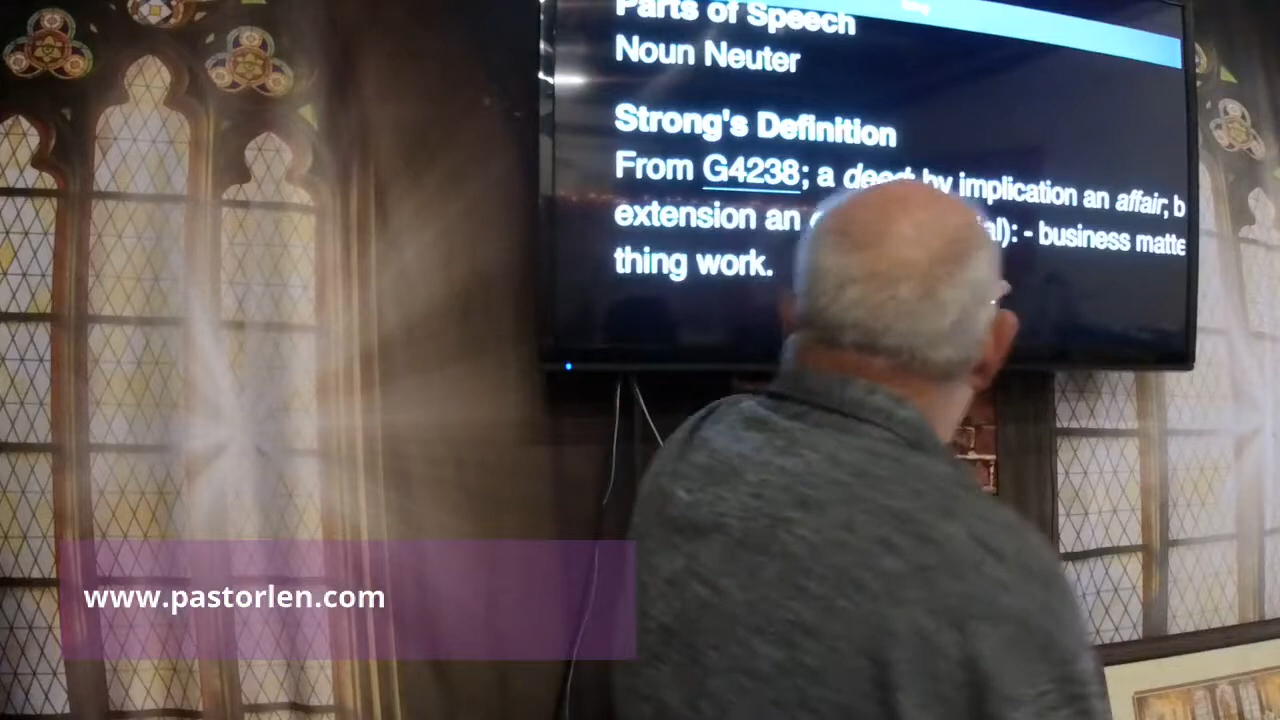 Parts of Speech
Noun Neuter
Strong's Definition
From G4238; a deed by implication an affair; b
extension an al): - business matte
thing work.
www.pastorlen.com